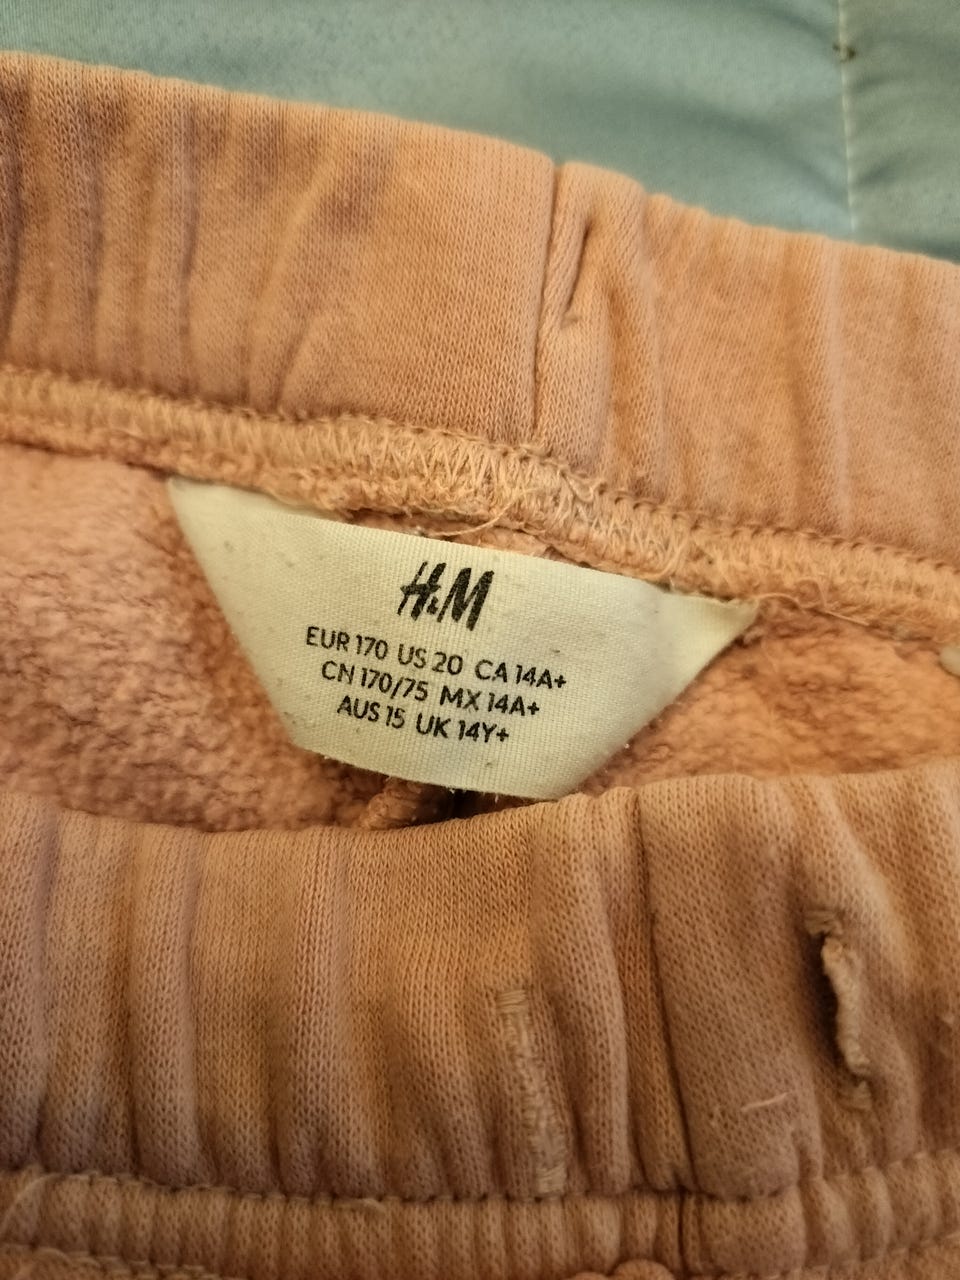 H&M
EUR 170 US 20 CA 14A+
CN 170/75 MX 14A+
AUS 15 UK 14Y+